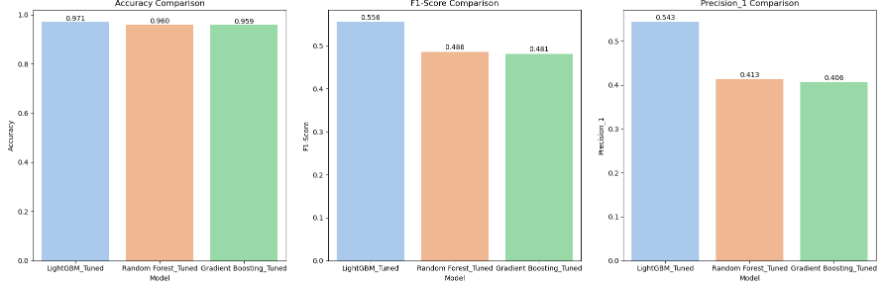 Accuracy Comparison
1.0
0.8
0.6
0.4
0.2
0.0
Accuracy
0.971
0.960
0.959
LightGBM_Tuned
Random Forest_Tuned
Gradient Boosting_Tuned
Model
F1-Score Comparison
0.5
0.4
0.3
0.2
0.1
0.0
F1 Score
0.556
0.486
0.481
LightGBM_Tuned
Random Forest_Tuned
Gradient Boosting_Tuned
Model
Precision_1 Comparison
0.5
0.4
0.3
0.2
0.1
0.0
Precision_1
0.543
0.413
0.406
LightGBM_Tuned
Random Forest_Tuned
Gradient Boosting_Tuned
Model